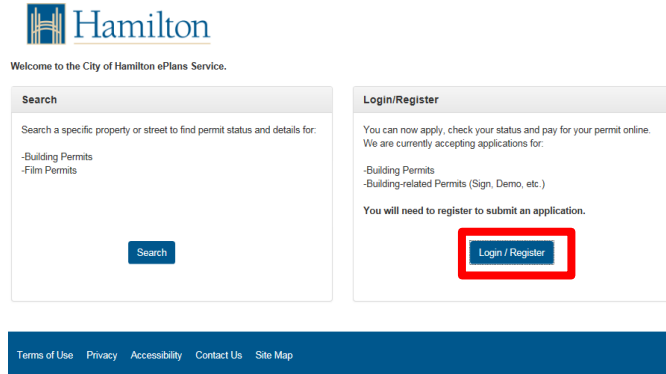 Hamilton
Welcome to the City of Hamilton ePlans Service.
Search
Search a specific property or street to find permit status and details for:
-Building Permits
-Film Permits
Search
Login/Register
You can now apply, check your status and pay for your permit online.
We are currently accepting applications for:
-Building Permits
-Building-related Permits (Sign, Demo, etc.)
You will need to register to submit an application.
Login / Register
Terms of Use Privacy Accessibility Contact Us Site Map